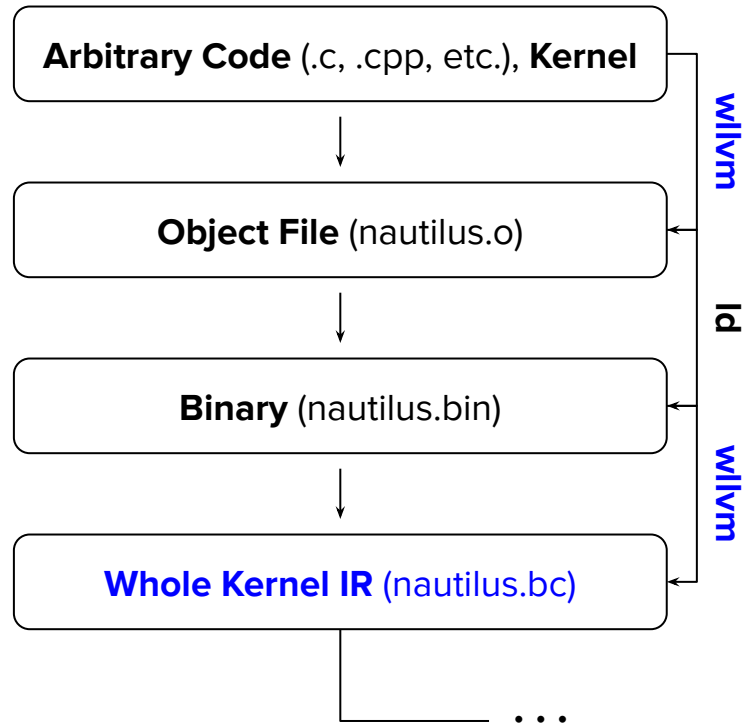 Arbitrary Code (.c, .cpp, etc.), Kernel
wllvm
Object File (nautilus.o)
ld
Binary (nautilus.bin)
wllvm
Whole Kernel IR (nautilus.bc)
...